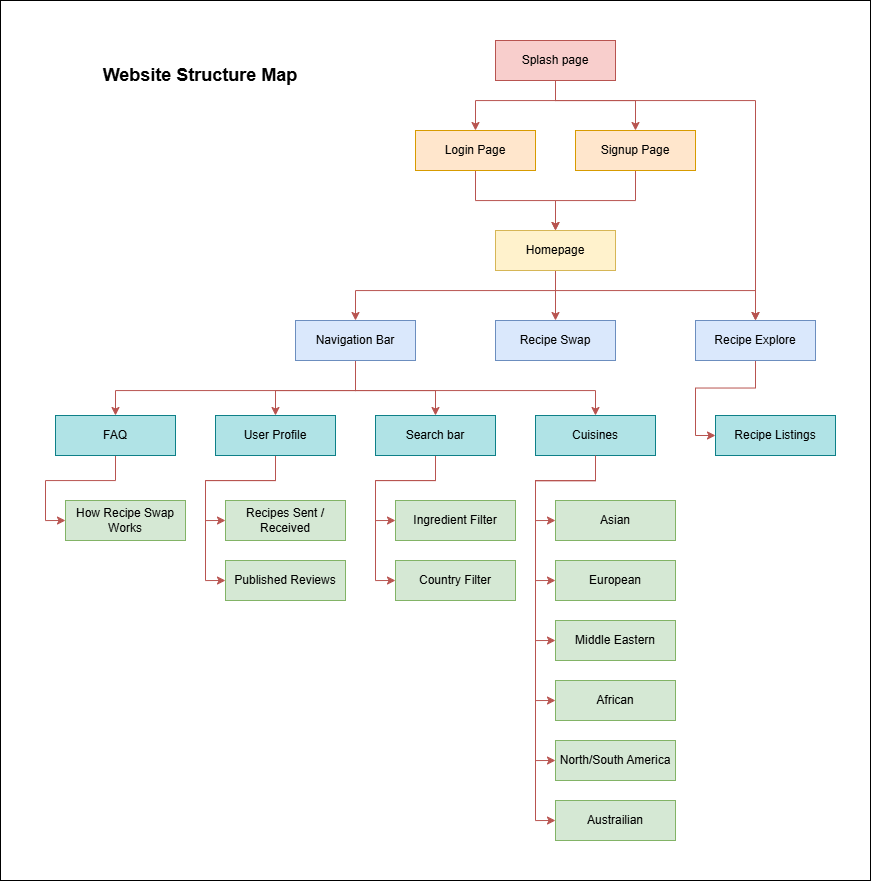 Splash page
Website Structure Map
Login Page
Signup Page
Homepage
Navigation Bar
Recipe Swap
Recipe Explore
FAQ
User Profile
Search bar
Cuisines
Recipe Listings
How Recipe Swap
Works
Recipes Sent /
Received
Ingredient Filter
Asian
Published Reviews
Country Filter
European
Middle Eastern
African
North/South America
Austrailian